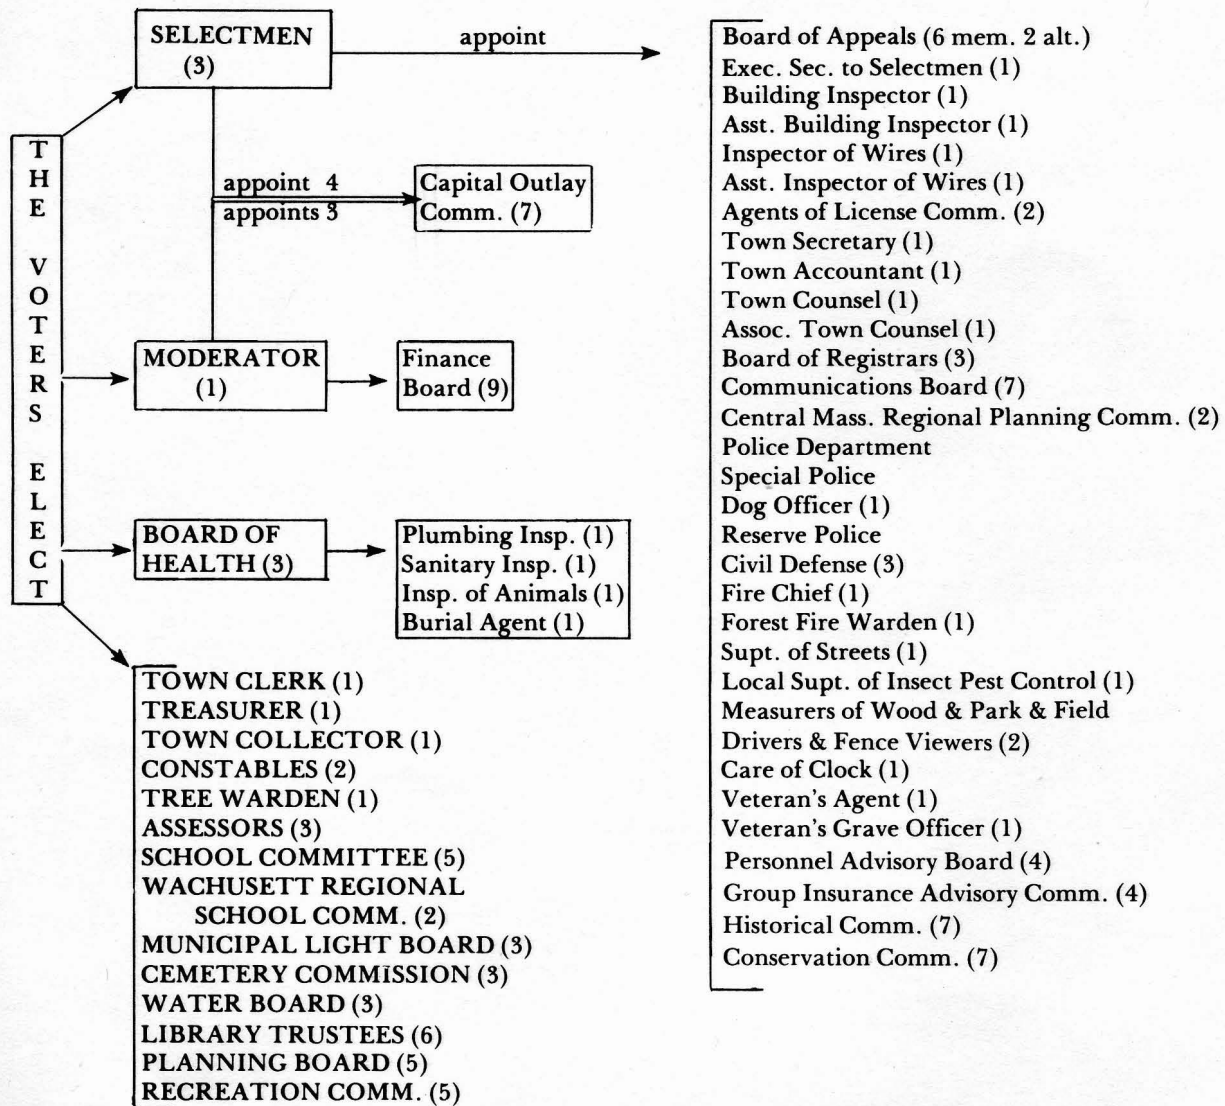 THE VOTERS ELECT
SELECTMEN
(3)
appoint
appoint 4
appoints 3
Capital Outlay
Comm. (7)
MODERATOR
(1)
Finance
Board (9)
BOARD OF
HEALTH (3)
Plumbing Insp. (1)
Sanitary Insp. (1)
Insp. of Animals (1)
Burial Agent (1)
TOWN CLERK (1)
TREASURER (1)
TOWN COLLECTOR (1)
CONSTABLES (2)
TREE WARDEN (1)
ASSESSORS (3)
SCHOOL COMMITTEE (5)
WACHUSETT REGIONAL
SCHOOL COMM. (2)
MUNICIPAL LIGHT BOARD (3)
CEMETERY COMMISSION (3)
WATER BOARD (3)
LIBRARY TRUSTEES (6)
PLANNING BOARD (5)
RECREATION COMM. (5)
Board of Appeals (6 mem. 2 alt.)
Exec. Sec. to Selectmen (1)
Building Inspector (1)
Asst. Building Inspector (1)
Inspector of Wires (1)
Asst. Inspector of Wires (1)
Agents of License Comm. (2)
Town Secretary (1)
Town Accountant (1)
Town Counsel (1)
Assoc. Town Counsel (1)
Board of Registrars (3)
Communications Board (7)
Central Mass. Regional Planning Comm. (2)
Police Department
Special Police
Dog Officer (1)
Reserve Police
Civil Defense (3)
Fire Chief (1)
Forest Fire Warden (1)
Supt. of Streets (1)
Local Supt. of Insect Pest Control (1)
Measurers of Wood & Park & Field
Drivers & Fence Viewers (2)
Care of Clock (1)
Veteran's Agent (1)
Veteran's Grave Officer (1)
Personnel Advisory Board (4)
Group Insurance Advisory Comm. (4)
Historical Comm. (7)
Conservation Comm. (7)